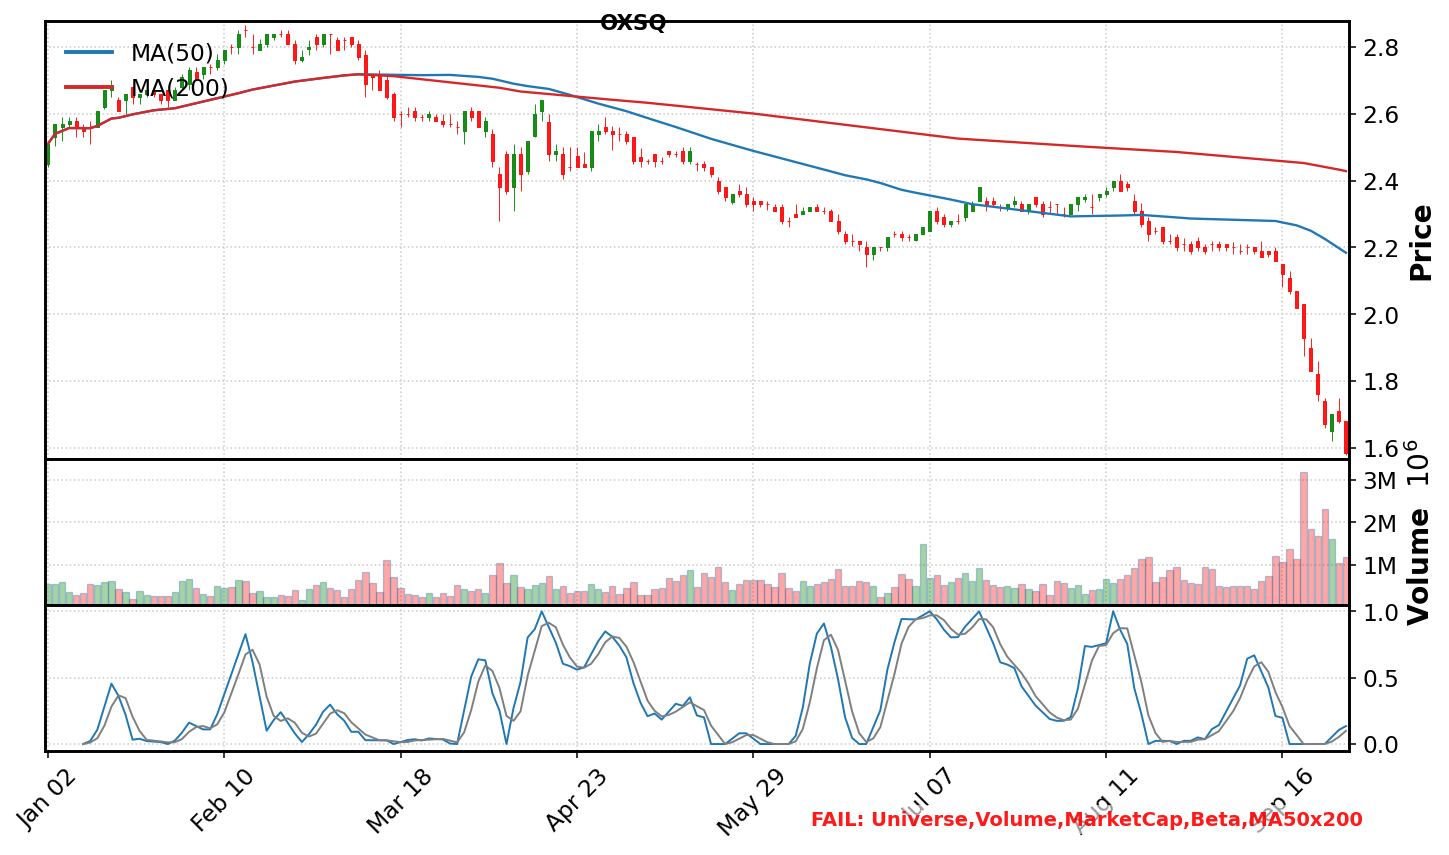 OXSQ
MA(50)
MA(200)
2.8
2.6
2.4
2.2
2.0
1.8
1.6
Price
10^6
3M
2M
1M
Volume
1.0
0.5
0.0
Jan 02
Feb 10
Mar 18
Apr 23
May 29
Jul 07
Aug 11
Sep 16
FAIL: Universe,Volume,MarketCap,Beta,MA50x200